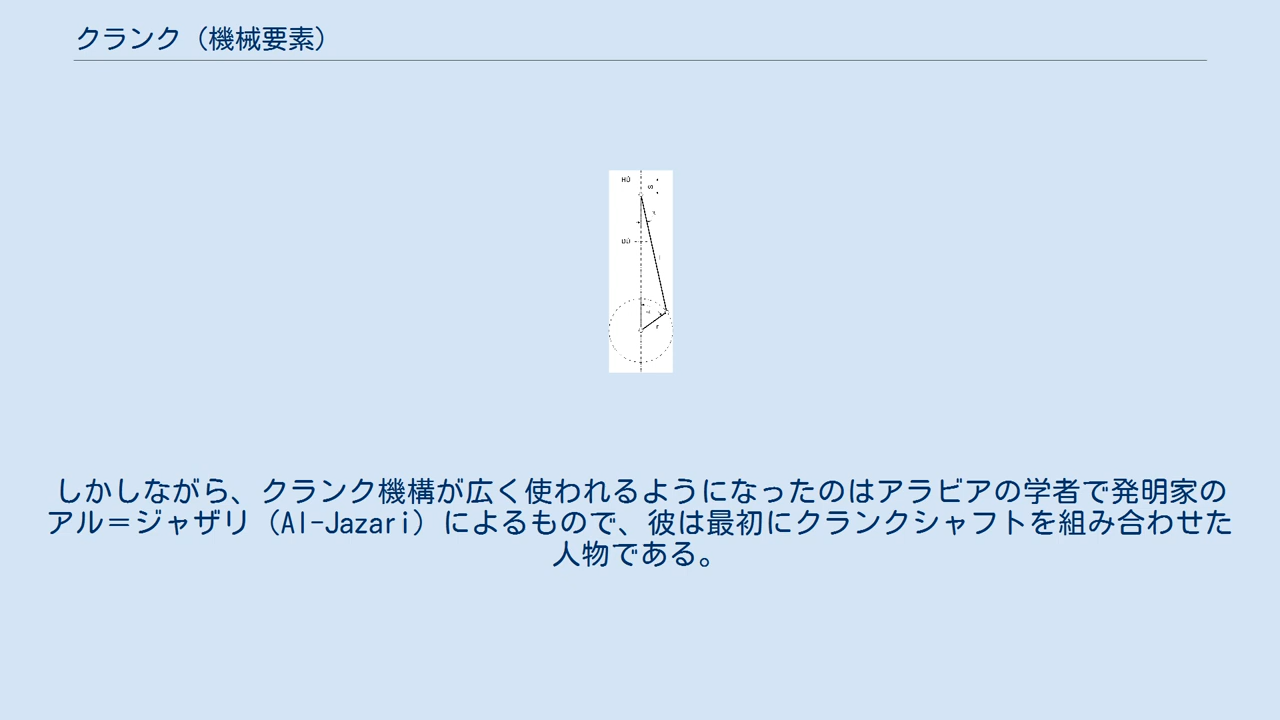 クランク（機械要素）
HÚ
DÚ
l
r
しかしながら、クランク機構が広く使われるようになったのはアラビアの学者で発明家の
アル＝ジャザリ（Al-Jazari）によるもので、彼は最初にクランクシャフトを組み合わせた
人物である。